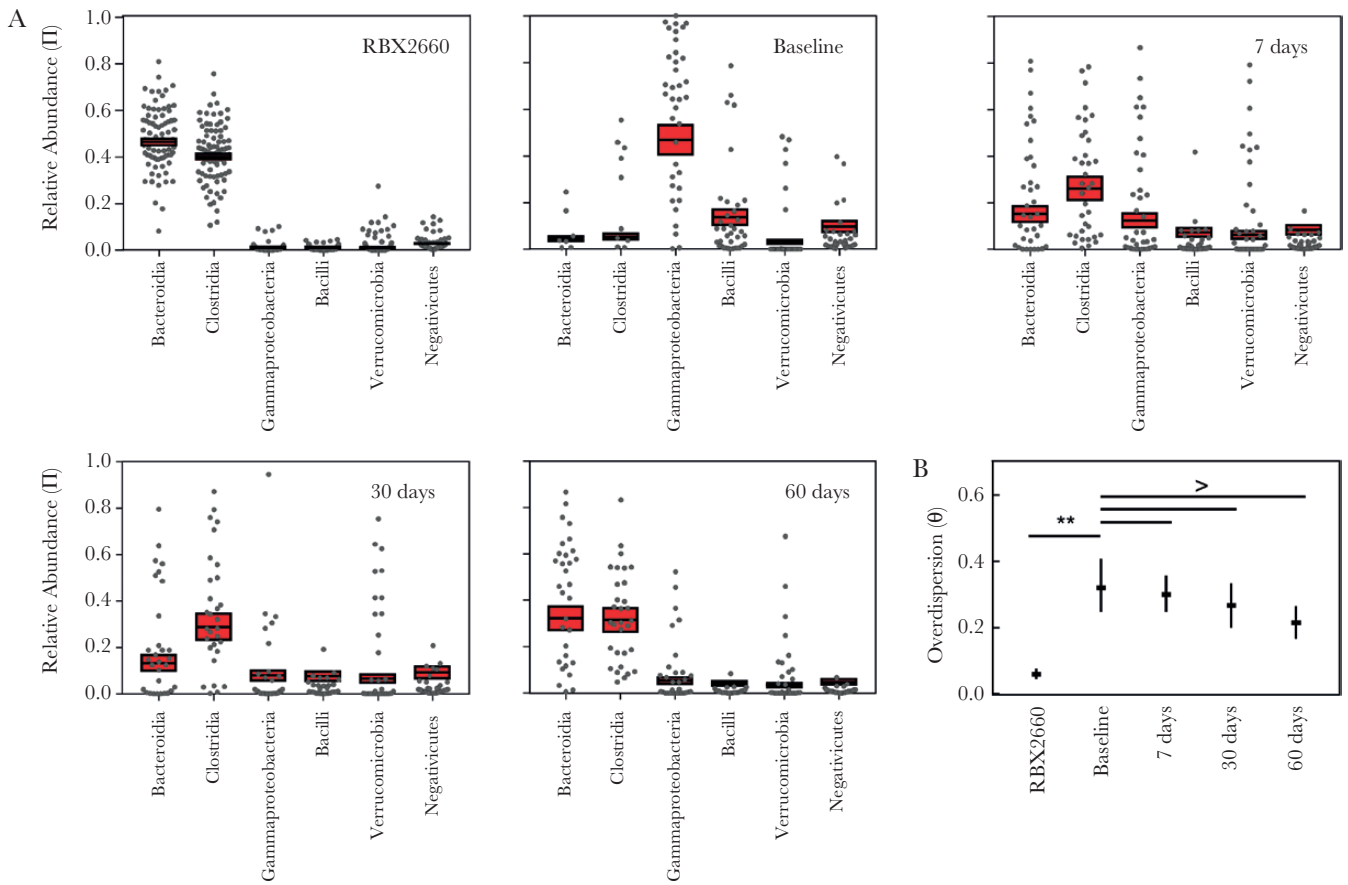 A
Relative Abundance (Π)
1.0
0.8
0.6
0.4
0.2
0.0
RBX2660
Bacteroidia
Clostridia
Gammaproteobacteria
Bacilli
Verrucomicrobia
Negativicutes
Baseline
Bacteroidia
Clostridia
Gammaproteobacteria
Bacilli
Verrucomicrobia
Negativicutes
7 days
Bacteroidia
Clostridia
Gammaproteobacteria
Bacilli
Verrucomicrobia
Negativicutes
Relative Abundance (Π)
1.0
0.8
0.6
0.4
0.2
0.0
30 days
Bacteroidia
Clostridia
Gammaproteobacteria
Bacilli
Verrucomicrobia
Negativicutes
60 days
Bacteroidia
Clostridia
Gammaproteobacteria
Bacilli
Verrucomicrobia
Negativicutes
B
Overdispersion (θ)
0.6
0.4
0.2
0.0
**
>
RBX2660
Baseline
7 days
30 days
60 days